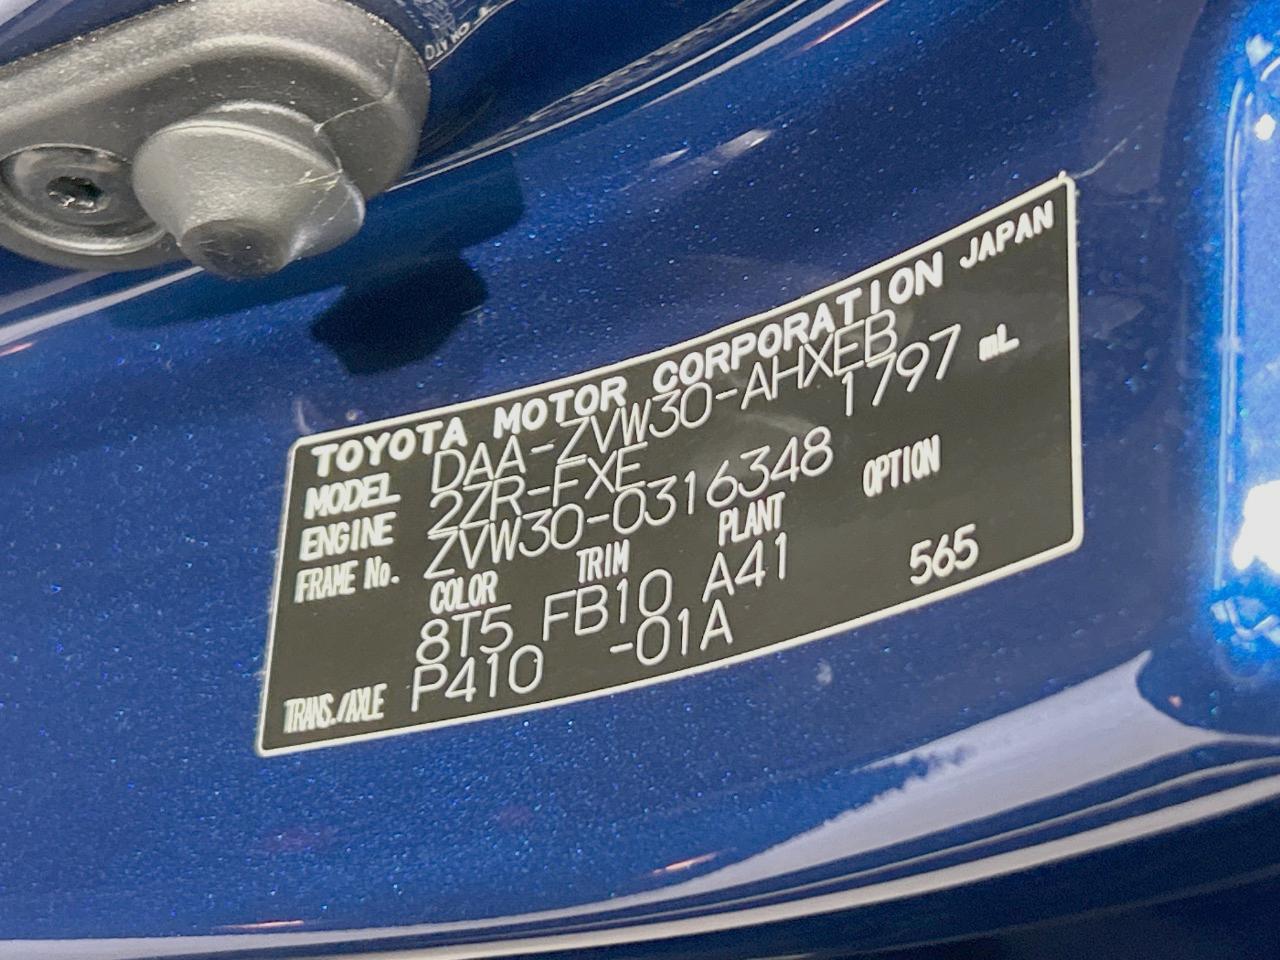 TOYOTA MOTOR CORPORATION JAPAN
MODEL DAA-ZVW30-AHXEB
ENGINE 2ZR-FXE 1797 mL
FRAME No. ZVW30-0316348
COLOR TRIM PLANT OPTION
8T5 FB10 A41 565
TRANS./AXLE P410 -01A